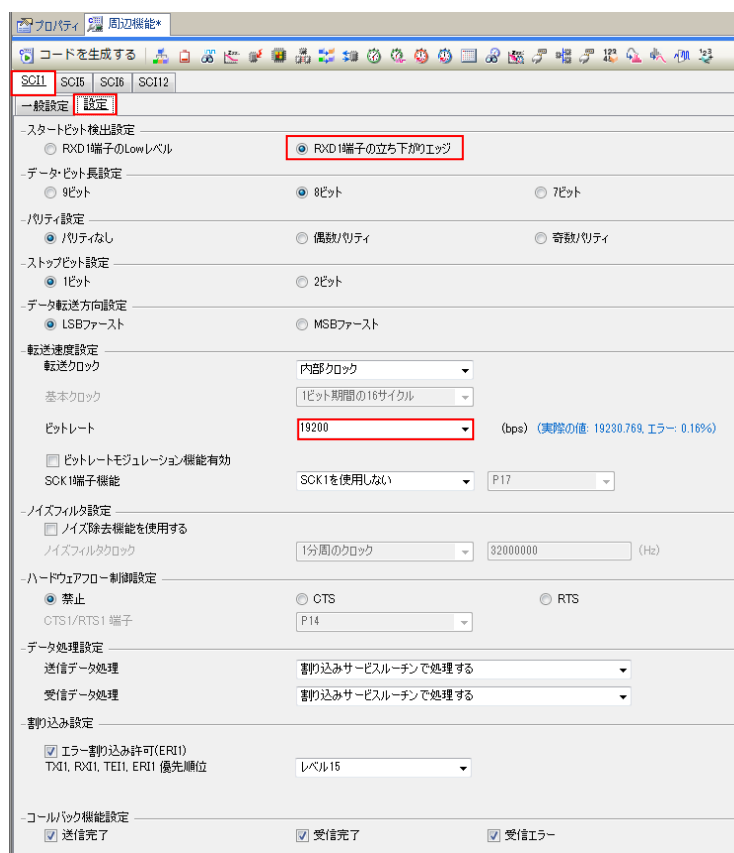 プロパティ 周辺機能*
コードを生成する
SCI1 SCI5 SCI6 SCI12
一般設定 設定
スタートビット検出設定
RXD1端子のLowレベル RXD1端子の立ち下がりエッジ
データ・ビット長設定
9ビット 8ビット 7ビット
パリティ設定
パリティなし 偶数パリティ 奇数パリティ
ストップビット設定
1ビット 2ビット
データ転送方向設定
LSBファースト MSBファースト
転送速度設定
転送クロック 内部クロック
基本クロック 1ビット期間の16サイクル
ビットレート 19200 (bps) (実際の値: 19230.769, エラー: 0.16%)
ビットレートモジュレーション機能有効
SCK1端子機能 SCK1を使用しない P17
ノイズフィルタ設定
ノイズ除去機能を使用する
ノイズフィルタクロック 1分周のクロック 32000000 (Hz)
ハードウェアフロー制御設定
禁止 CTS RTS
CTS1/RTS1 端子 P14
データ処理設定
送信データ処理 割り込みサービスルーチンで処理する
受信データ処理 割り込みサービスルーチンで処理する
割り込み設定
エラー割り込み許可(ERI1)
TXI1, RXI1, TEI1, ERI1 優先順位 レベル15
コールバック機能設定
送信完了 受信完了 受信エラー